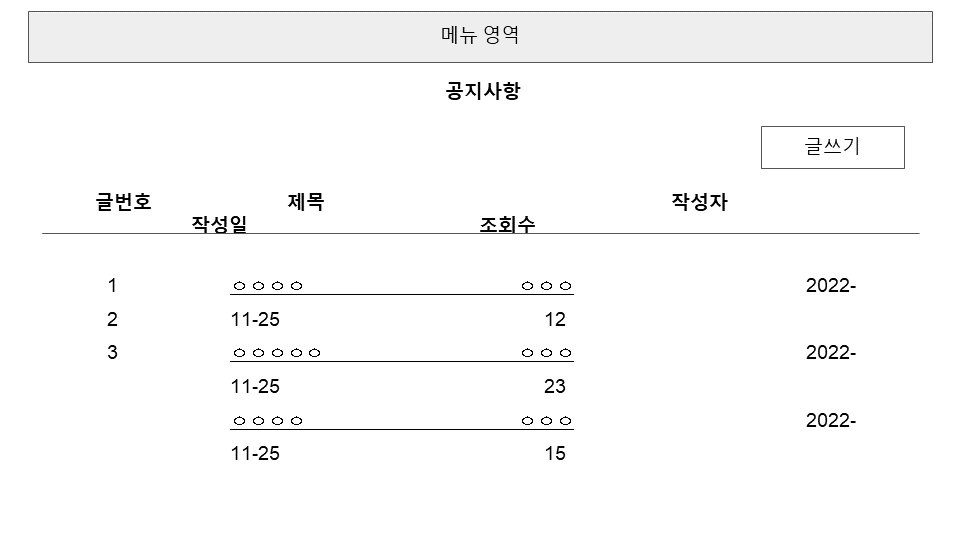 메뉴 영역
공지사항
글쓰기
글번호 제목 작성자
작성일 조회수
1 ㅇㅇㅇㅇ ㅇㅇㅇ 2022-
2 11-25 12
3 ㅇㅇㅇㅇㅇ ㅇㅇㅇ 2022-
11-25 23
ㅇㅇㅇㅇ ㅇㅇㅇ 2022-
11-25 15